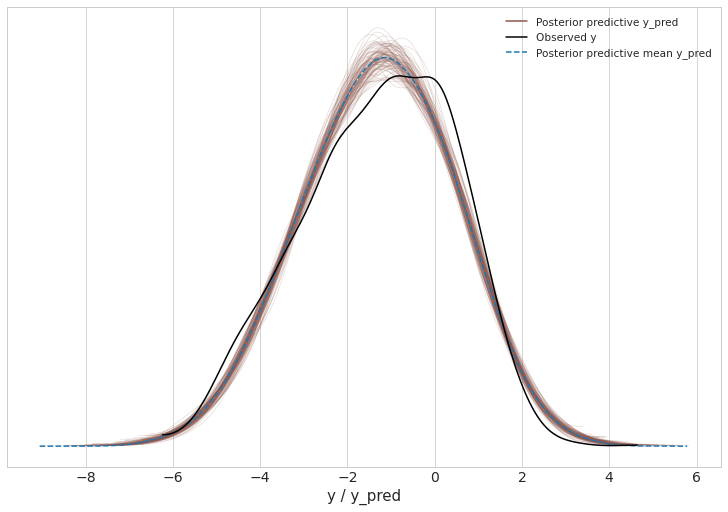 Posterior predictive y_pred
Observed y
Posterior predictive mean y_pred
−8 −6 −4 −2 0 2 4 6
y / y_pred